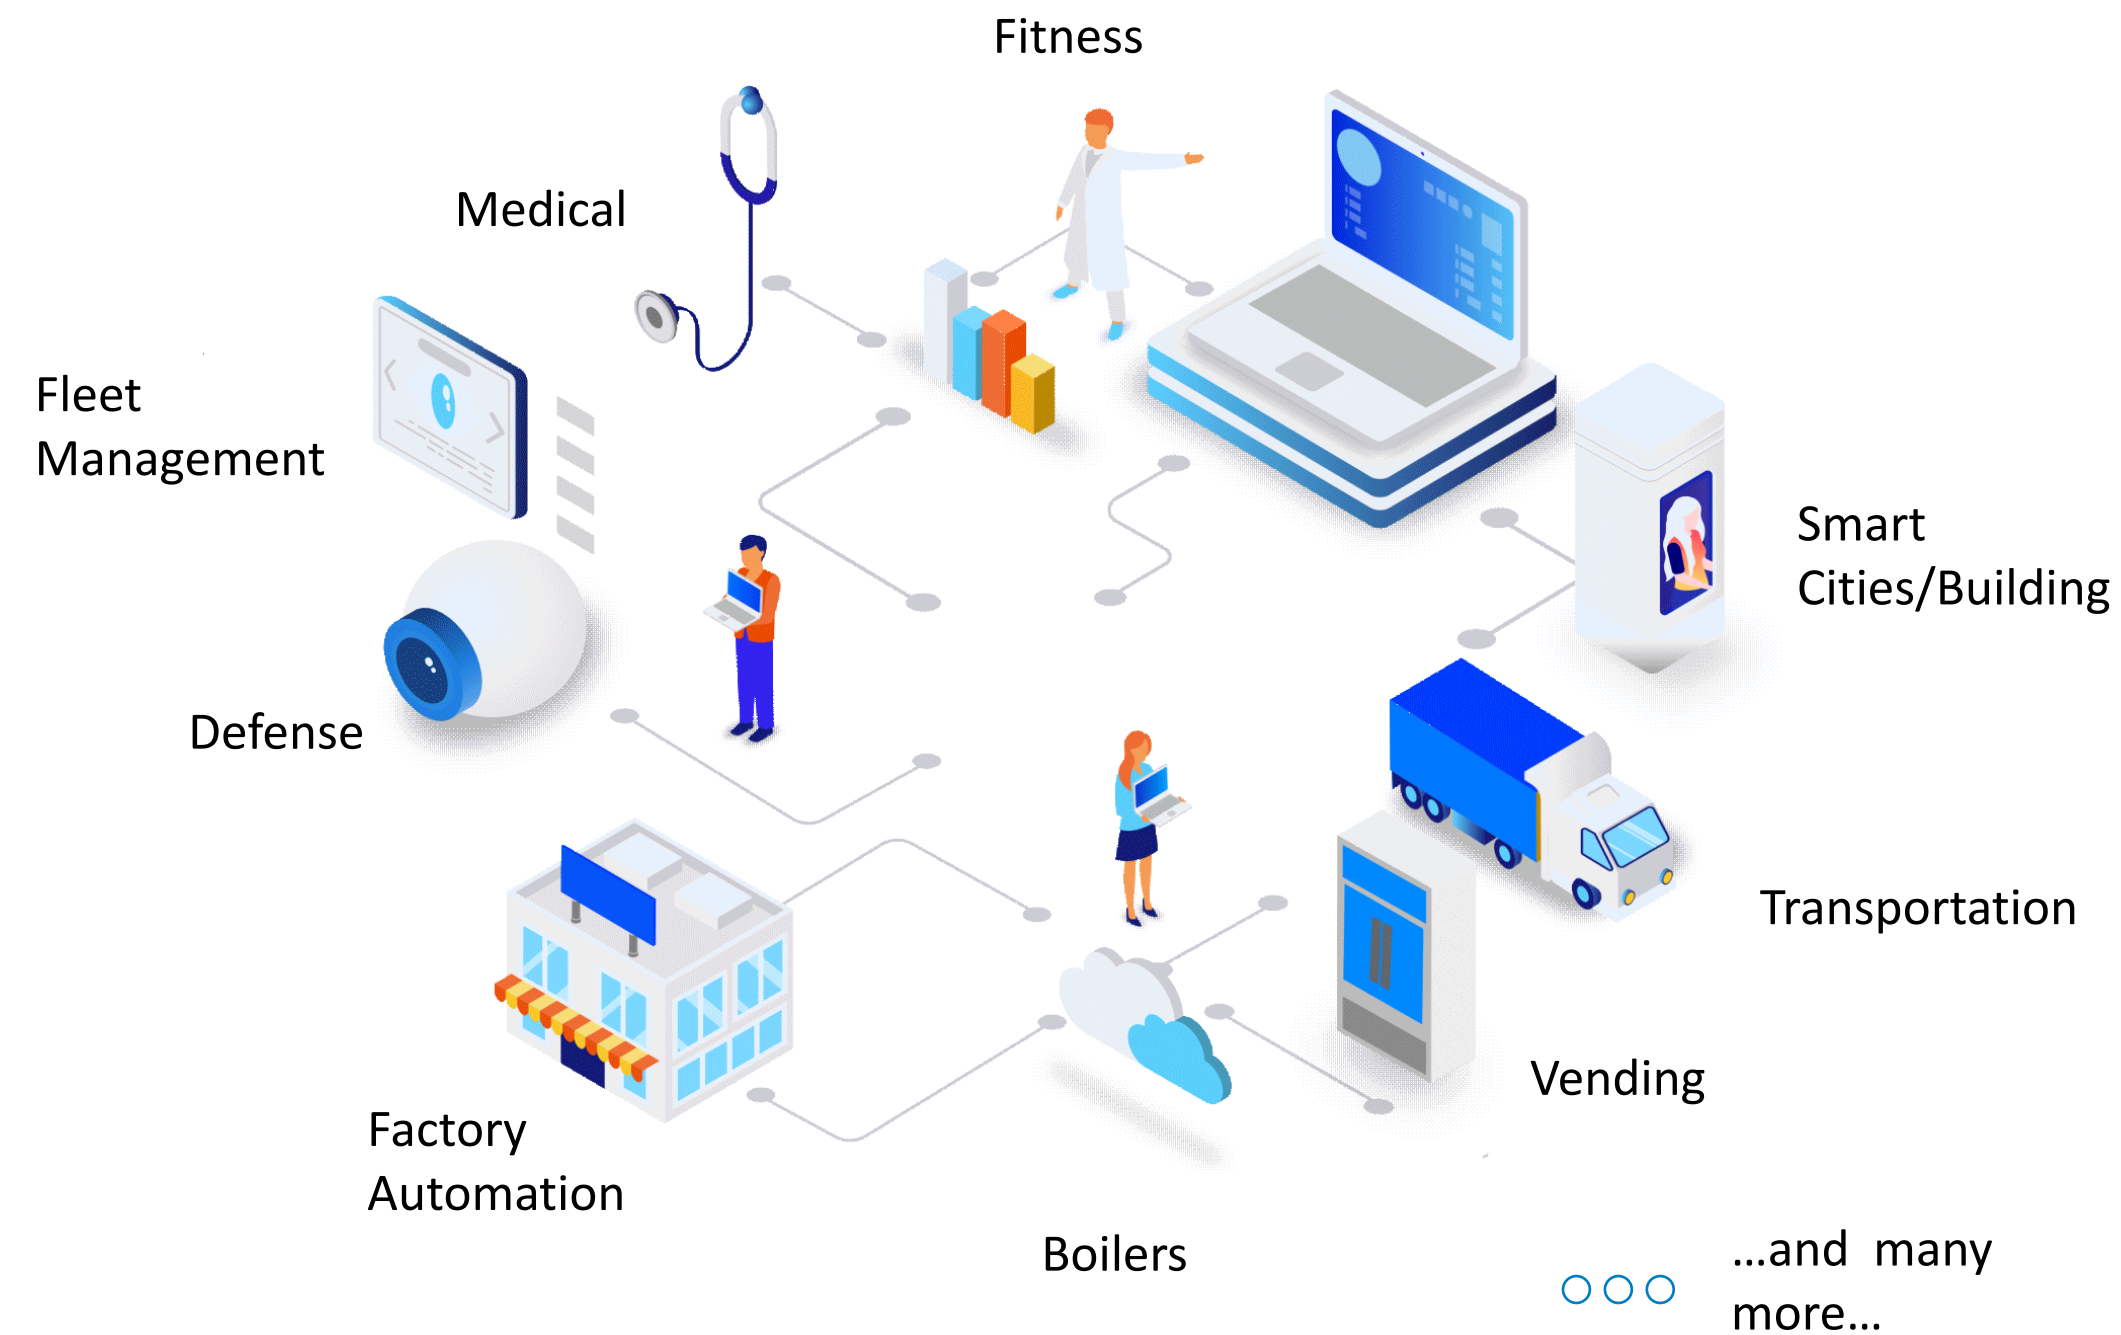 Fitness
Medical
Fleet
Management
Smart
Cities/Building
Defense
Transportation
Vending
Factory
Automation
Boilers
...and many
more...